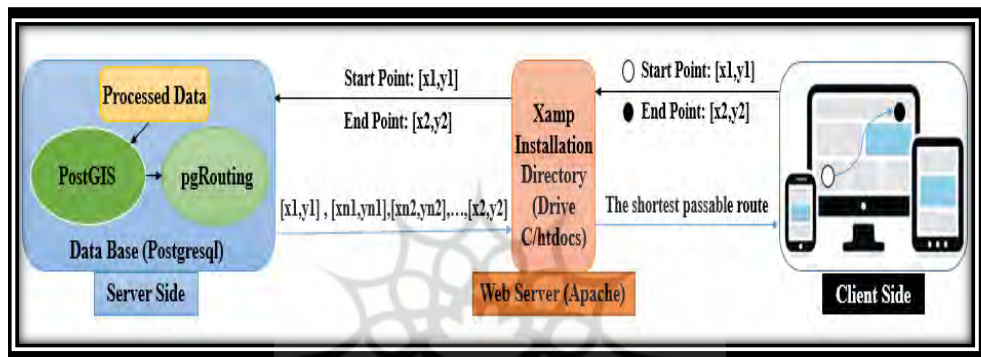 Processed Data
PostGIS
pgRouting
Data Base (Postgresql)
Server Side
Start Point: [x1,y1]
End Point: [x2,y2]
[x1,y1] , [xn1,yn1],[xn2,yn2],...,[x2,y2]
Xamp
Installation
Directory
(Drive
C/htdocs)
Web Server (Apache)
Start Point: [x1,y1]
End Point: [x2,y2]
The shortest passable route
Client Side